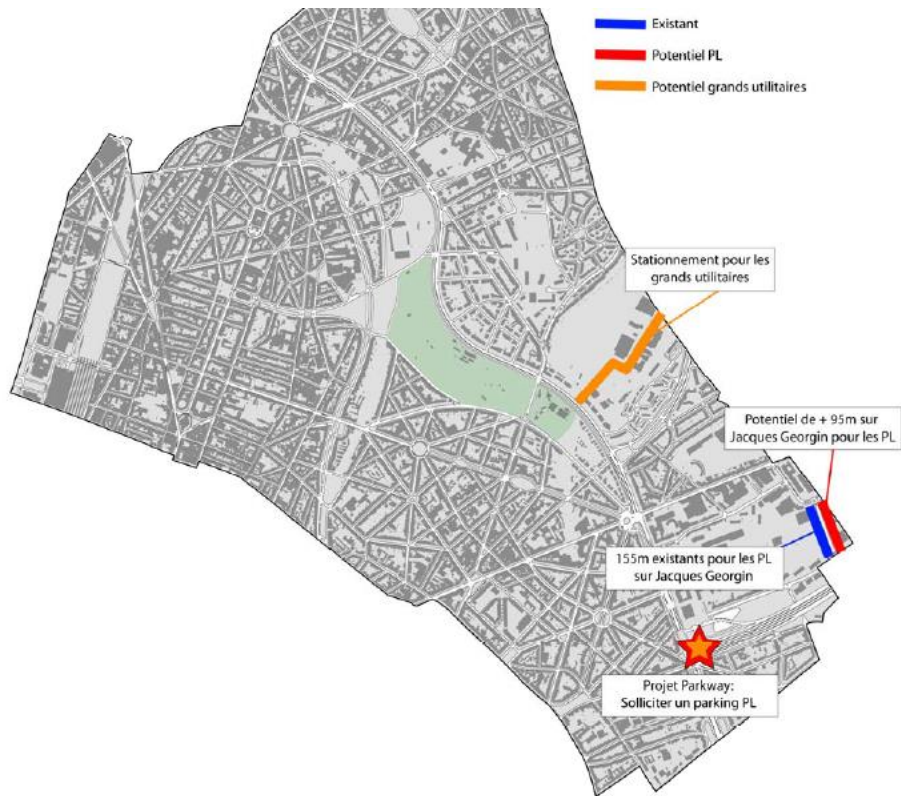 Existant
Potentiel PL
Potentiel grands utilitaires
Stationnement pour les
grands utilitaires
Potentiel de + 95m sur
Jacques Georgin pour les PL
155m existants pour les PL
sur Jacques Georgin
Projet Parkway:
Solliciter un parking PL